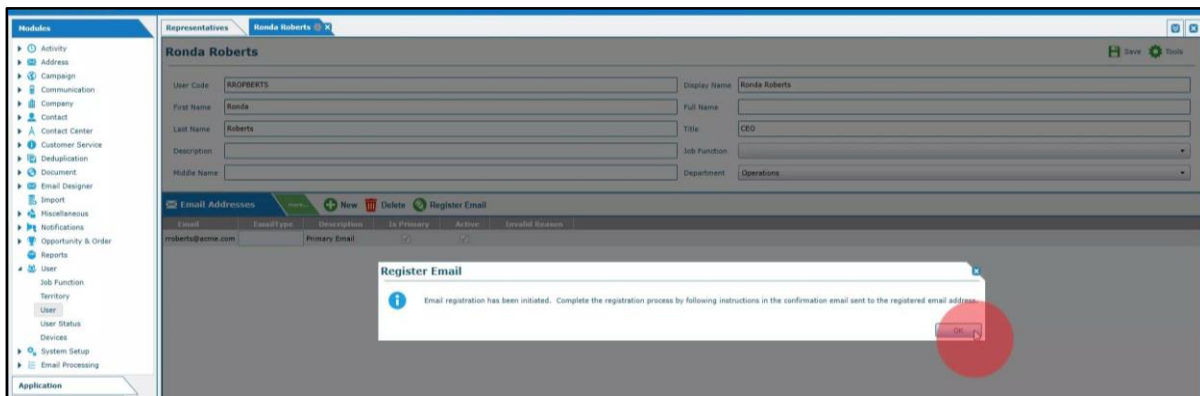 Modules
Activity
Address
Campaign
Communication
Company
Contact
Contact Center
Customer Service
Deduplication
Document
Email Designer
Import
Miscellaneous
Notifications
Opportunity & Order
Reports
User
Job Function
Territory
User
User Status
Devices
System Setup
Email Processing
Application
Representatives Ronda Roberts
Ronda Roberts Save Tools
User Code RROPBERTS Display Name Ronda Roberts
First Name Ronda Full Name
Last Name Roberts Title CEO
Description Job Function
Middle Name Department Operations
Email Addresses more... New Delete Register Email
Email EmailType Description Is Primary Active Invalid Reason
rroberts@acme.com Primary Email
Register Email
Email registration has been initiated. Complete the registration process by following instructions in the confirmation email sent to the registered email address.
OK